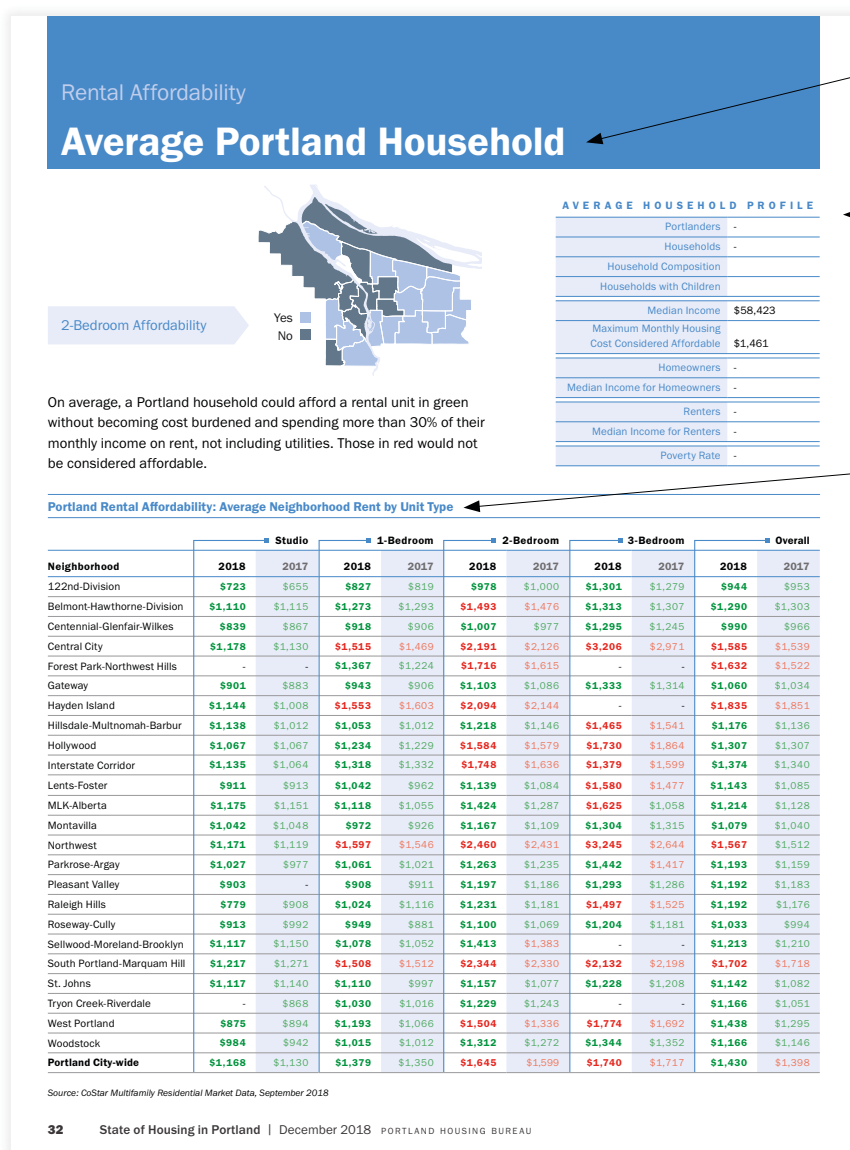 Rental Affordability
Average Portland Household
AVERAGE HOUSEHOLD PROFILE
Portlanders -
Households -
Household Composition
Households with Children
Median Income $58,423
Maximum Monthly Housing
Cost Considered Affordable $1,461
Homeowners -
Median Income for Homeowners -
Renters -
Median Income for Renters -
Poverty Rate -
2-Bedroom Affordability
Yes
No
On average, a Portland household could afford a rental unit in green
without becoming cost burdened and spending more than 30% of their
monthly income on rent, not including utilities. Those in red would not
be considered affordable.
Portland Rental Affordability: Average Neighborhood Rent by Unit Type
Studio 1-Bedroom 2-Bedroom 3-Bedroom Overall
Neighborhood 2018 2017 2018 2017 2018 2017 2018 2017 2018 2017
122nd-Division $723 $655 $827 $819 $978 $1,000 $1,301 $1,279 $944 $953
Belmont-Hawthorne-Division $1,110 $1,115 $1,273 $1,293 $1,493 $1,476 $1,313 $1,307 $1,290 $1,303
Centennial-Glenfair-Wilkes $839 $867 $918 $906 $1,007 $977 $1,295 $1,245 $990 $966
Central City $1,178 $1,130 $1,515 $1,469 $2,191 $2,126 $3,206 $2,971 $1,585 $1,539
Forest Park-Northwest Hills - - $1,367 $1,224 $1,716 $1,615 - - $1,632 $1,522
Gateway $901 $883 $943 $906 $1,103 $1,086 $1,333 $1,314 $1,060 $1,034
Hayden Island $1,144 $1,008 $1,553 $1,603 $2,094 $2,144 - - $1,835 $1,851
Hillsdale-Multnomah-Barbur $1,138 $1,012 $1,053 $1,012 $1,218 $1,146 $1,465 $1,541 $1,176 $1,136
Hollywood $1,067 $1,067 $1,234 $1,229 $1,584 $1,579 $1,730 $1,864 $1,307 $1,307
Interstate Corridor $1,135 $1,064 $1,318 $1,332 $1,748 $1,636 $1,379 $1,599 $1,374 $1,340
Lents-Foster $911 $913 $1,042 $962 $1,139 $1,084 $1,580 $1,477 $1,143 $1,085
MLK-Alberta $1,175 $1,151 $1,118 $1,055 $1,424 $1,287 $1,625 $1,058 $1,214 $1,128
Montavilla $1,042 $1,048 $972 $926 $1,167 $1,109 $1,304 $1,315 $1,079 $1,040
Northwest $1,171 $1,119 $1,597 $1,546 $2,460 $2,431 $3,245 $2,644 $1,567 $1,512
Parkrose-Argay $1,027 $977 $1,061 $1,021 $1,263 $1,235 $1,442 $1,417 $1,193 $1,159
Pleasant Valley $903 - $908 $911 $1,197 $1,186 $1,293 $1,286 $1,192 $1,183
Raleigh Hills $779 $908 $1,024 $1,116 $1,231 $1,181 $1,497 $1,525 $1,192 $1,176
Roseway-Cully $913 $992 $949 $881 $1,100 $1,069 $1,204 $1,181 $1,033 $994
Sellwood-Moreland-Brooklyn $1,117 $1,150 $1,078 $1,052 $1,413 $1,383 - - $1,213 $1,210
South Portland-Marquam Hill $1,217 $1,271 $1,508 $1,512 $2,344 $2,330 $2,132 $2,198 $1,702 $1,718
St. Johns $1,117 $1,140 $1,110 $997 $1,157 $1,077 $1,228 $1,208 $1,142 $1,082
Tryon Creek-Riverdale - $868 $1,030 $1,016 $1,229 $1,243 - - $1,166 $1,051
West Portland $875 $894 $1,193 $1,066 $1,504 $1,336 $1,774 $1,692 $1,438 $1,295
Woodstock $984 $942 $1,015 $1,012 $1,312 $1,272 $1,344 $1,352 $1,166 $1,146
Portland City-wide $1,168 $1,130 $1,379 $1,350 $1,645 $1,599 $1,740 $1,717 $1,430 $1,398
Source: CoStar Multifamily Residential Market Data, September 2018
32 State of Housing in Portland | December 2018 PORTLAND HOUSING BUREAU